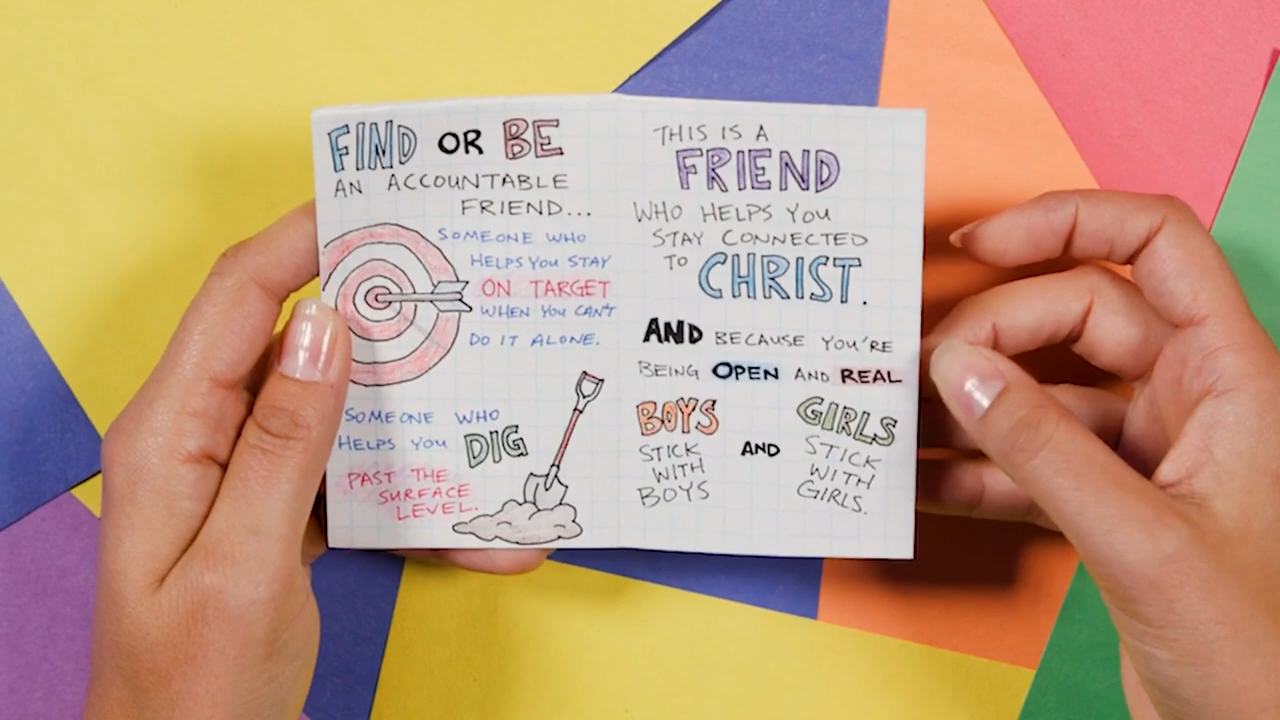 FIND OR BE
AN ACCOUNTABLE
FRIEND...
SOMEONE WHO
HELPS YOU STAY
ON TARGET
WHEN YOU CAN'T
DO IT ALONE.
SOMEONE WHO
HELPS YOU DIG
PAST THE
SURFACE
LEVEL.
THIS IS A
FRIEND
WHO HELPS YOU
STAY CONNECTED
TO CHRIST.
AND BECAUSE YOU'RE
BEING OPEN AND REAL
BOYS
STICK
WITH
BOYS
AND
GIRLS
STICK
WITH
GIRLS.